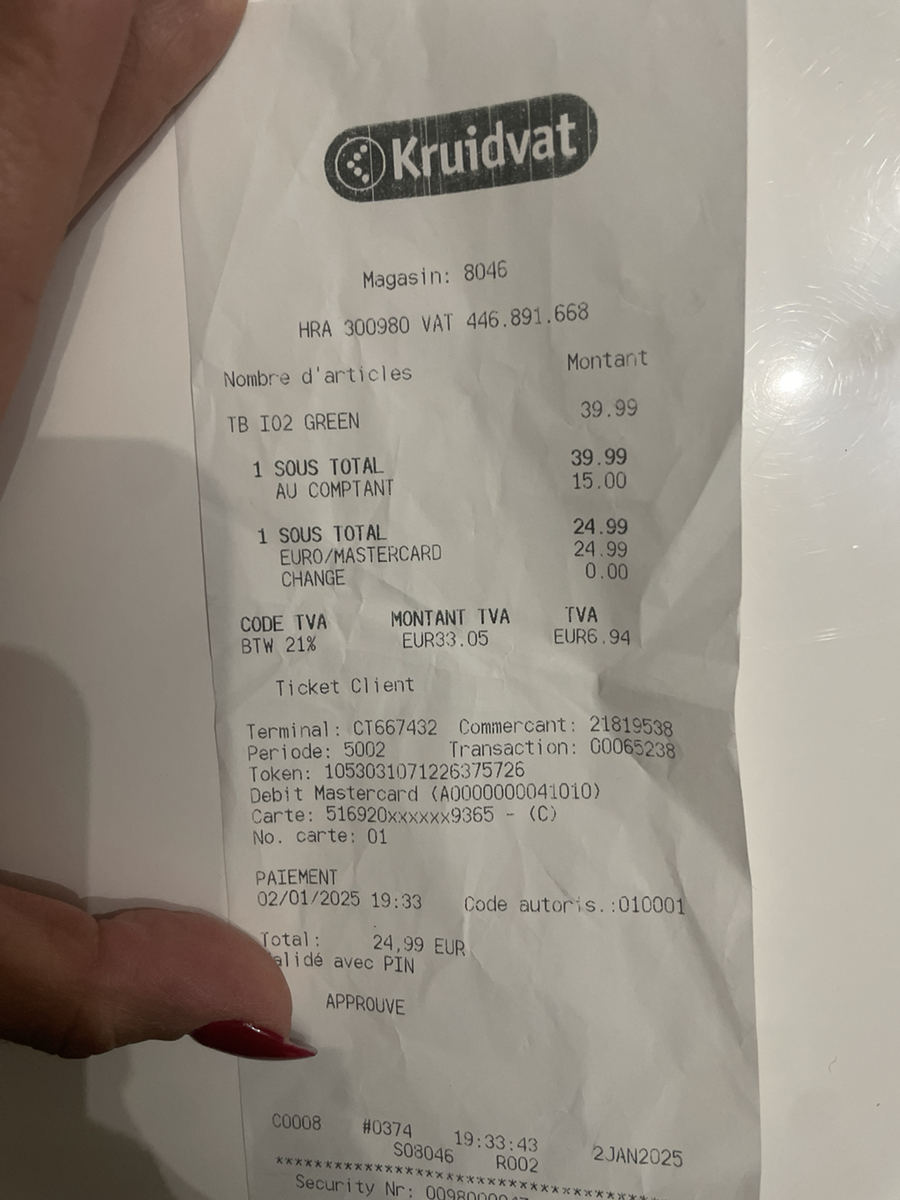 Kruidvat
Magasin: 8046
HRA 300980 VAT 446.891.668
Nombre d'articles Montant
TB IO2 GREEN 39.99
1 SOUS TOTAL 39.99
AU COMPTANT 15.00
1 SOUS TOTAL 24.99
EURO/MASTERCARD 24.99
CHANGE 0.00
CODE TVA MONTANT TVA TVA
BTW 21% EUR33.05 EUR6.94
Ticket Client
Terminal: CT667432 Commercant: 21819538
Periode: 5002 Transaction: 00065238
Token: 1053031071226375726
Debit Mastercard (A0000000041010)
Carte: 516920xxxxxx9365 - (C)
No. carte: 01
PAIEMENT
02/01/2025 19:33 Code autoris.:010001
Total: 24,99 EUR
alidé avec PIN
APPROUVE
C0008 #0374 19:33:43 2JAN2025
S08046 R002
Security Nr: